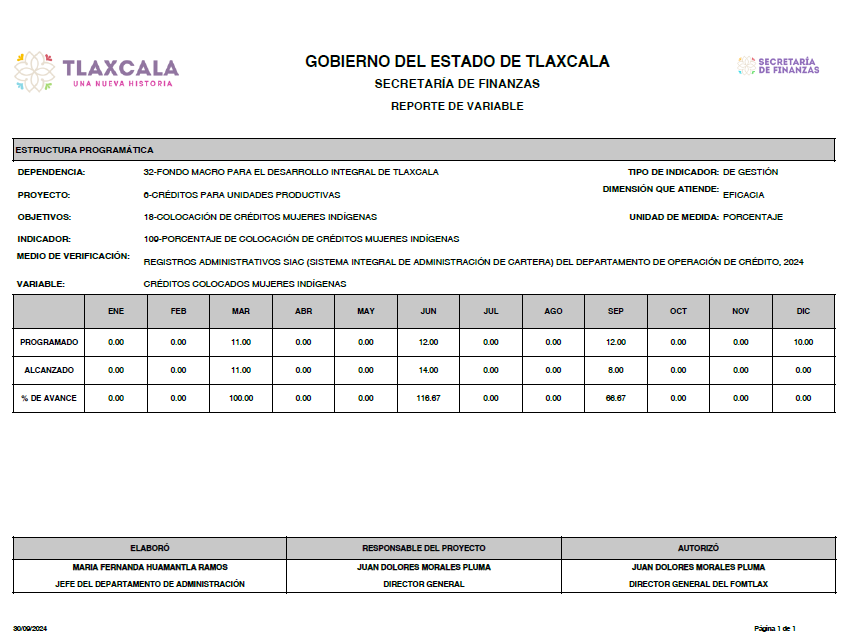 TLAXCALA
UNA NUEVA HISTORIA
GOBIERNO DEL ESTADO DE TLAXCALA
SECRETARÍA DE FINANZAS
REPORTE DE VARIABLE
SECRETARÍA
DE FINANZAS
ESTRUCTURA PROGRAMÁTICA
DEPENDENCIA: 32-FONDO MACRO PARA EL DESARROLLO INTEGRAL DE TLAXCALA TIPO DE INDICADOR: DE GESTIÓN
PROYECTO: 6-CRÉDITOS PARA UNIDADES PRODUCTIVAS DIMENSIÓN QUE ATIENDE: EFICACIA
OBJETIVOS: 18-COLOCACIÓN DE CRÉDITOS MUJERES INDÍGENAS UNIDAD DE MEDIDA: PORCENTAJE
INDICADOR: 109-PORCENTAJE DE COLOCACIÓN DE CRÉDITOS MUJERES INDÍGENAS
MEDIO DE VERIFICACIÓN: REGISTROS ADMINISTRATIVOS SIAC (SISTEMA INTEGRAL DE ADMINISTRACIÓN DE CARTERA) DEL DEPARTAMENTO DE OPERACIÓN DE CRÉDITO, 2024
VARIABLE: CRÉDITOS COLOCADOS MUJERES INDÍGENAS
ENE FEB MAR ABR MAY JUN JUL AGO SEP OCT NOV DIC
PROGRAMADO 0.00 0.00 11.00 0.00 0.00 12.00 0.00 0.00 12.00 0.00 0.00 10.00
ALCANZADO 0.00 0.00 11.00 0.00 0.00 14.00 0.00 0.00 8.00 0.00 0.00 0.00
% DE AVANCE 0.00 0.00 100.00 0.00 0.00 116.67 0.00 0.00 66.67 0.00 0.00 0.00
ELABORÓ RESPONSABLE DEL PROYECTO AUTORIZÓ
MARIA FERNANDA HUAMANTLA RAMOS JUAN DOLORES MORALES PLUMA JUAN DOLORES MORALES PLUMA
JEFE DEL DEPARTAMENTO DE ADMINISTRACIÓN DIRECTOR GENERAL DIRECTOR GENERAL DEL FOMTLAX
30/09/2024 Página 1 de 1